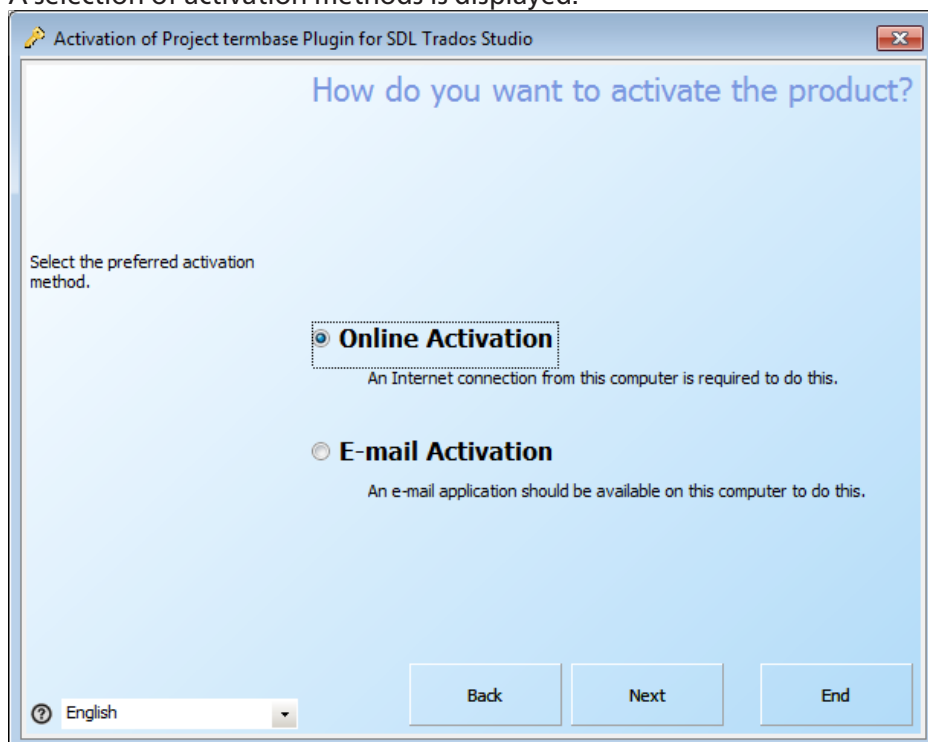 A selection of activation methods is displayed.
Activation of Project termbase Plugin for SDL Trados Studio
How do you want to activate the product?
Select the preferred activation
method.
Online Activation
An Internet connection from this computer is required to do this.
E-mail Activation
An e-mail application should be available on this computer to do this.
Back
Next
End
English